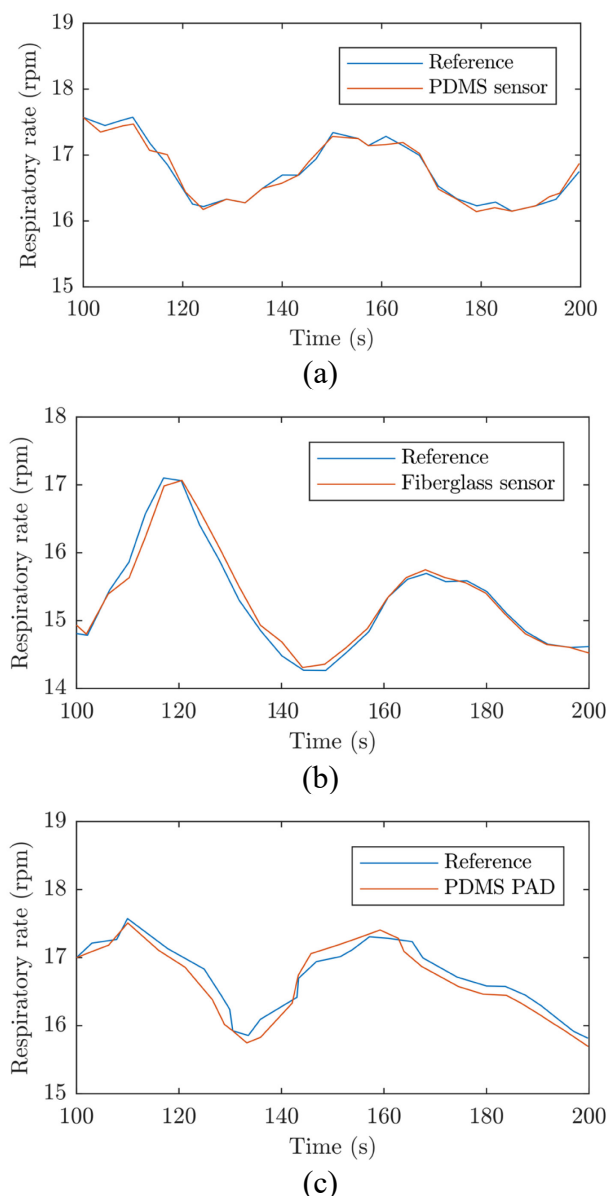 19
18
17
16
15
Respiratory rate (rpm)
Reference
PDMS sensor
100 120 140 160 180 200
Time (s)
(a)
18
17
16
15
14
Respiratory rate (rpm)
Reference
Fiberglass sensor
100 120 140 160 180 200
Time (s)
(b)
19
18
17
16
15
Respiratory rate (rpm)
Reference
PDMS PAD
100 120 140 160 180 200
Time (s)
(c)